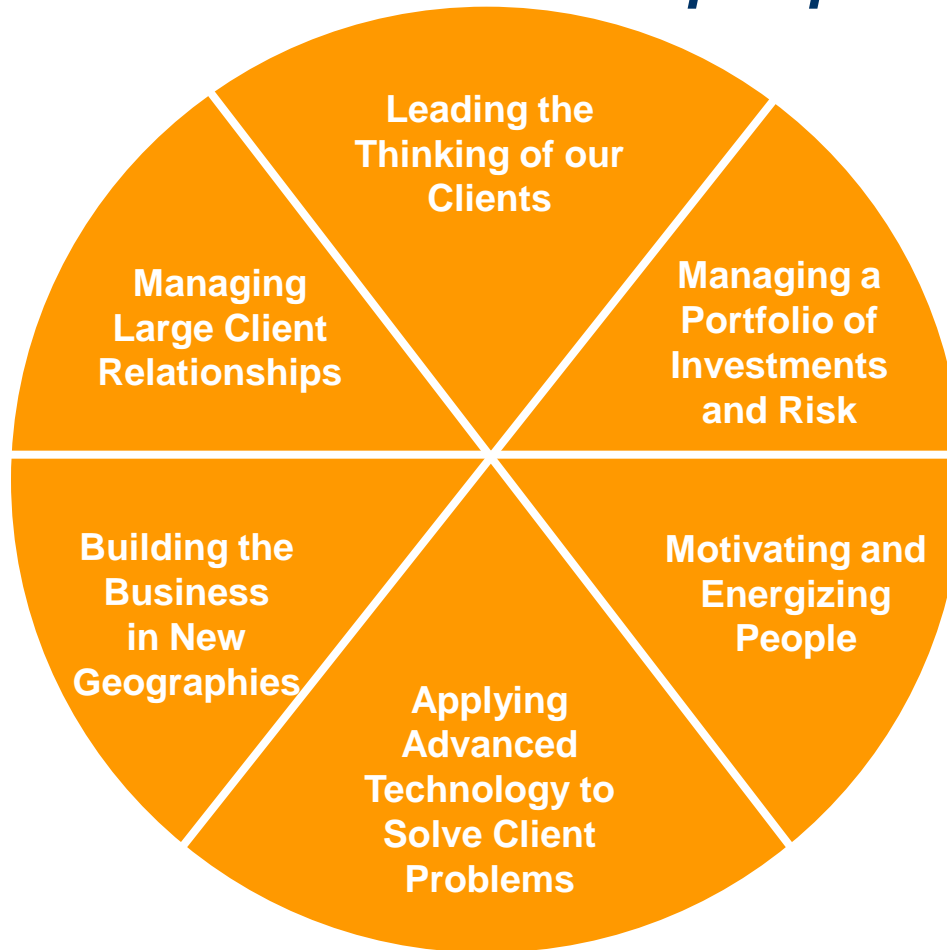 Leading the
Thinking of our
Clients
Managing a
Portfolio of
Investments
and Risk
Motivating and
Energizing
People
Applying
Advanced
Technology to
Solve Client
Problems
Building the
Business
in New
Geographies
Managing
Large Client
Relationships